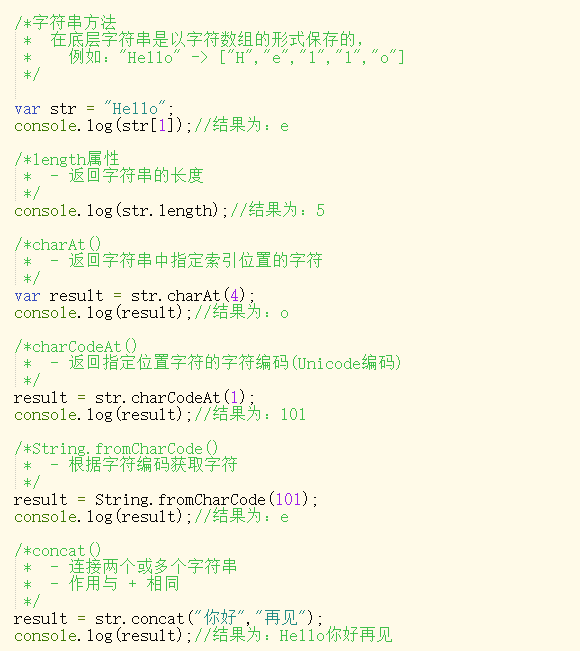 /*字符串方法
 *  在底层字符串是以字符数组的形式保存的,
 *    例如："Hello" -> ["H","e","l","l","o"]
 */
var str = "Hello";
console.log(str[1]);//结果为：e
/*length属性
 *  - 返回字符串的长度
 */
console.log(str.length);//结果为：5
/*charAt()
 *  - 返回字符串中指定索引位置的字符
 */
var result = str.charAt(4);
console.log(result);//结果为：o
/*charCodeAt()
 *  - 返回指定位置字符的字符编码(Unicode编码)
 */
result = str.charCodeAt(1);
console.log(result);//结果为：101
/*String.fromCharCode()
 *  - 根据字符编码获取字符
 */
result = String.fromCharCode(101);
console.log(result);//结果为：e
/*concat()
 *  - 连接两个或多个字符串
 *  - 作用与 + 相同
 */
result = str.concat("你好","再见");
console.log(result);//结果为：Hello你好再见